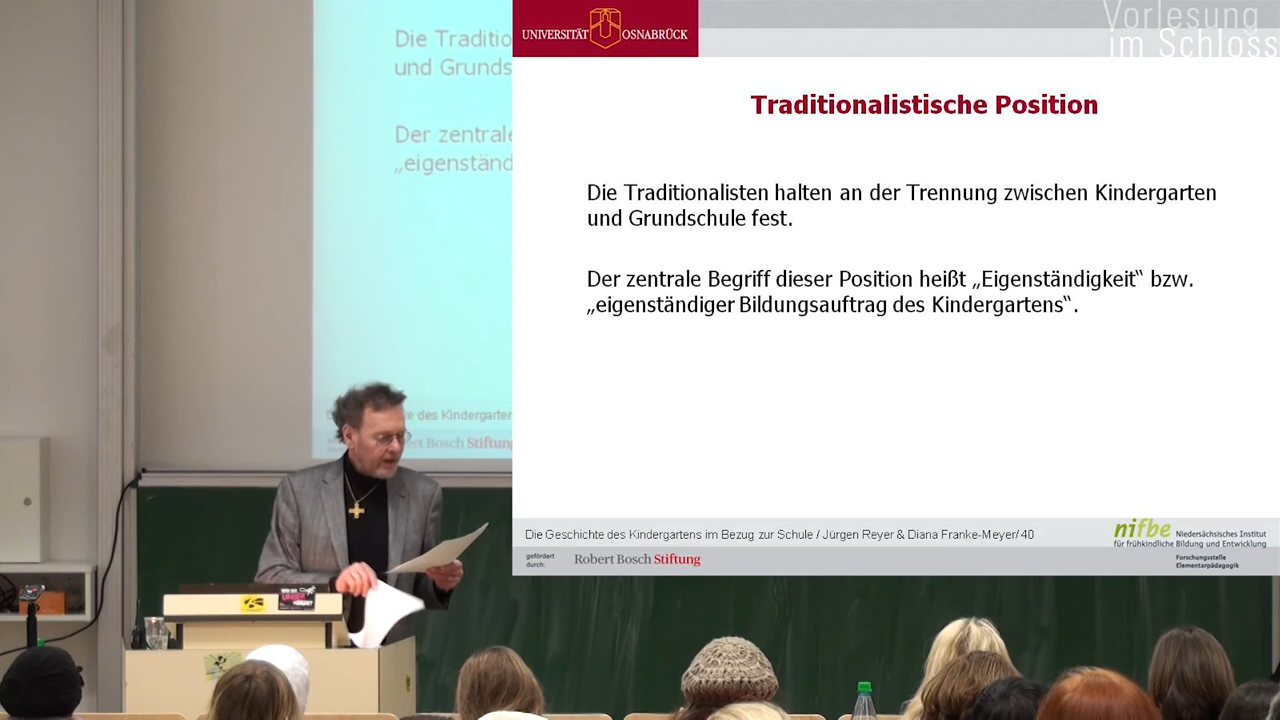 Die Traditio
und Grunds
Der zentrale
„eigenständ
des Kindergarten
ert Bosch Stiftung
UNIVERSITÄT OSNABRÜCK
Vorlesung
im Schloss
Traditionalistische Position
Die Traditionalisten halten an der Trennung zwischen Kindergarten
und Grundschule fest.
Der zentrale Begriff dieser Position heißt „Eigenständigkeit“ bzw.
„eigenständiger Bildungsauftrag des Kindergartens“.
Die Geschichte des Kindergartens im Bezug zur Schule / Jürgen Reyer & Diana Franke-Meyer/ 40
gefördert
durch:
Robert Bosch Stiftung
nifbe Niedersächsisches Institut
für frühkindliche Bildung und Entwicklung
Forschungsstelle
Elementarpädagogik